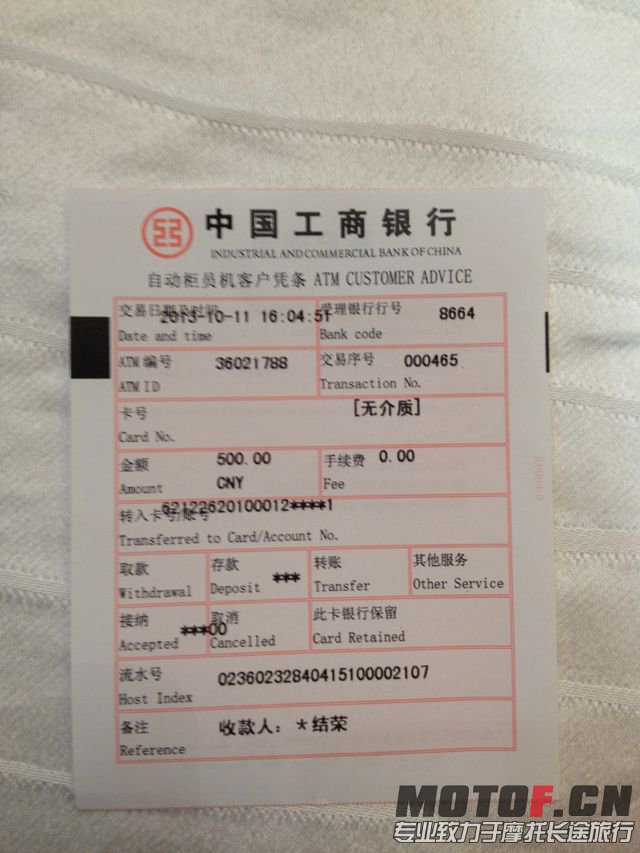 中国工商银行
INDUSTRIAL AND COMMERCIAL BANK OF CHINA
自动柜员机客户凭条 ATM CUSTOMER ADVICE
交易日期及时间 2013-10-11 16:04:51 受理银行行号 8664
Date and time Bank code
ATM 编号 36021788 交易序号 000465
ATM ID Transaction No.
卡号 [无介质]
Card No.
金额 500.00 手续费 0.00
Amount CNY Fee
62122620100012****1
转入卡号/账号
Transferred to Card/Account No.
取款 存款 转账 其他服务
Withdrawal Deposit *** Transfer Other Service
接纳 取消 此卡银行保留
Accepted ***00 Cancelled Card Retained
流水号 02360232840415100002107
Host Index
备注 收款人: *结荣
Reference
MOTOF.CN
专业致力于摩托长途旅行